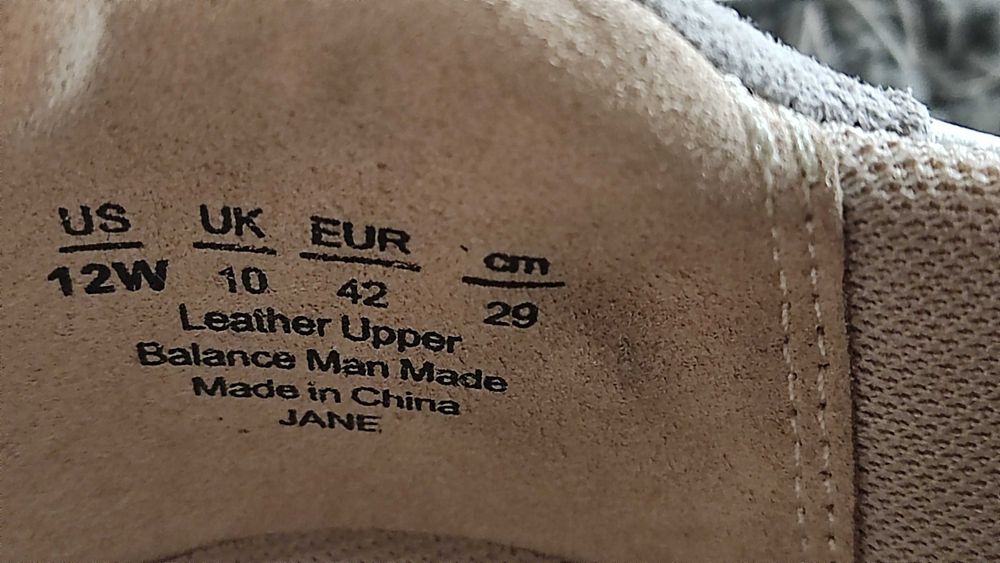 US UK EUR cm
12W 10 42 29
Leather Upper
Balance Man Made
Made in China
JANE